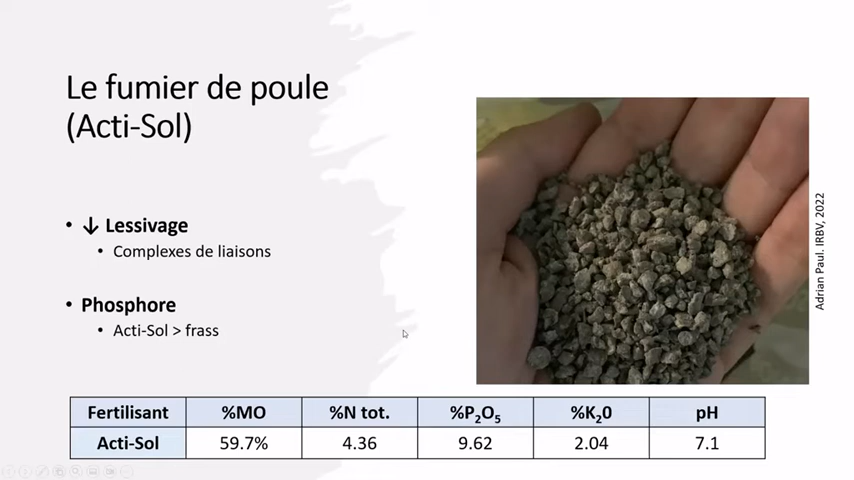 Le fumier de poule
(Acti-Sol)
• ↓ Lessivage
• Complexes de liaisons
• Phosphore
• Acti-Sol > frass
Adrian Paul. IRBV, 2022
Fertilisant %MO %N tot. %P₂O₅ %K₂0 pH
Acti-Sol 59.7% 4.36 9.62 2.04 7.1